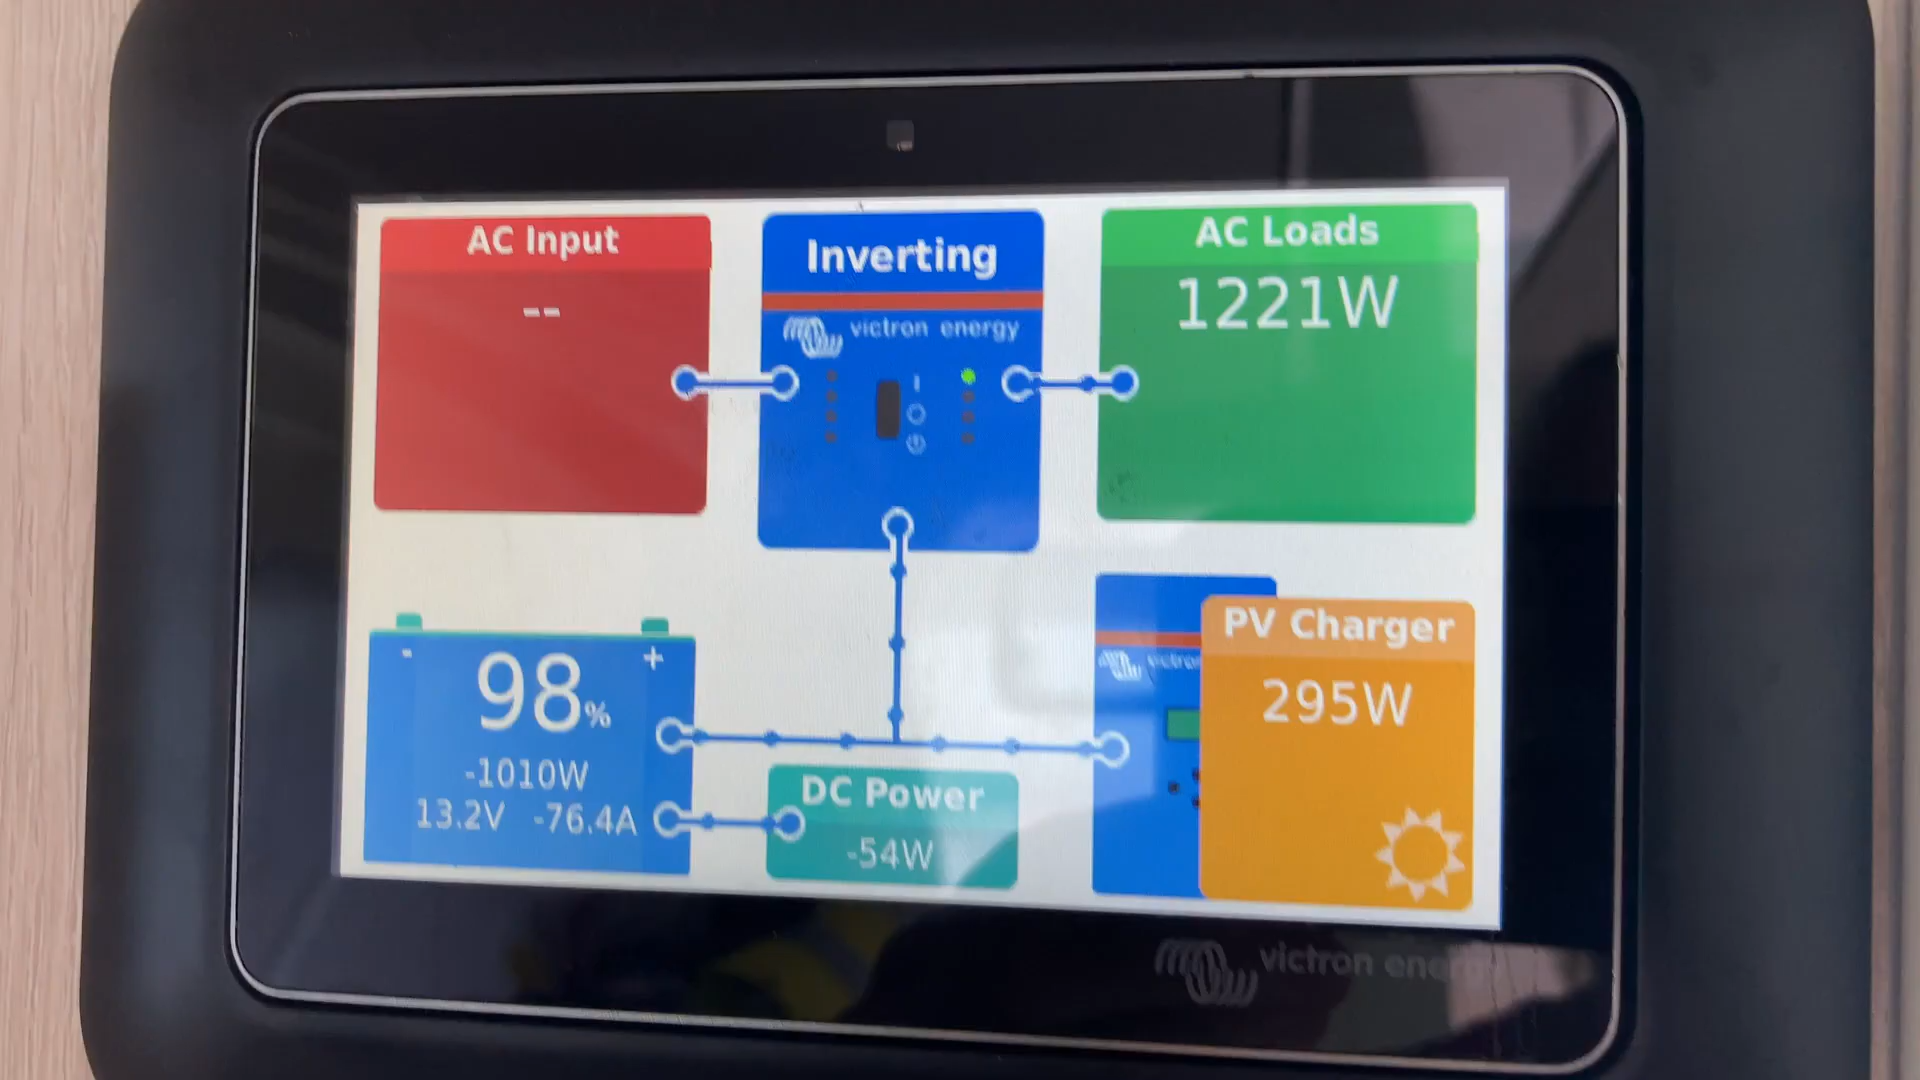 AC Input
--
Inverting
victron energy
AC Loads
1221W
- +
98%
-1010W
13.2V -76.4A
DC Power
-54W
PV Charger
295W
victron energy